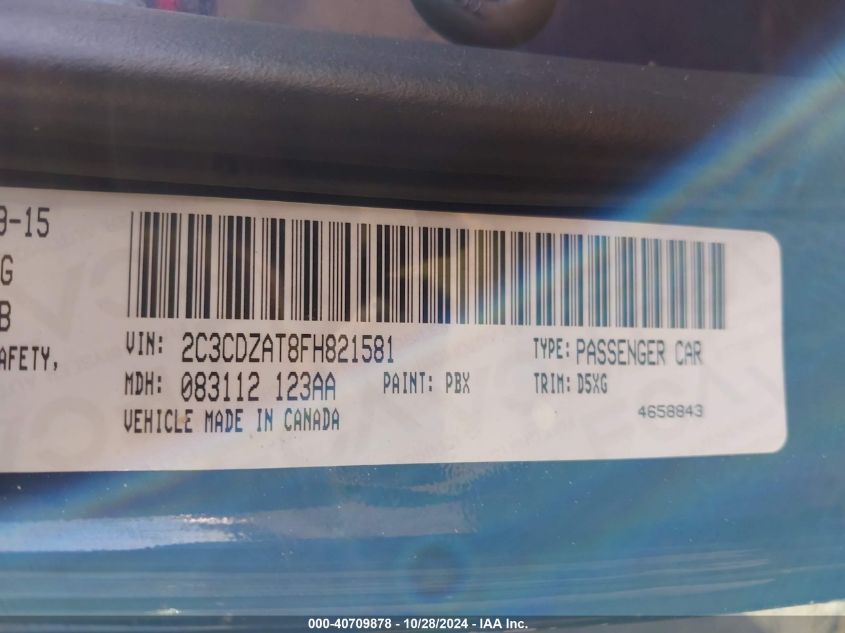 9-15
G
B
AFETY,
VIN: 2C3CDZAT8FH821581 TYPE: PASSENGER CAR
MDH: 083112 123AA PAINT: PBX TRIM: D5XG
VEHICLE MADE IN CANADA 4658843
000-40709878 - 10/28/2024 - IAA Inc.